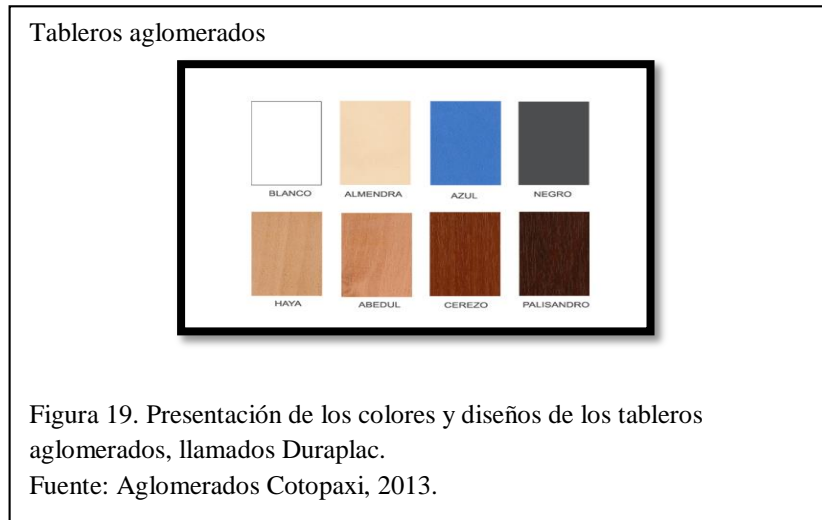 Tableros aglomerados
BLANCO ALMENDRA AZUL NEGRO
HAYA ABEDUL CEREZO PALISANDRO
Figura 19. Presentación de los colores y diseños de los tableros
aglomerados, llamados Duraplac.
Fuente: Aglomerados Cotopaxi, 2013.